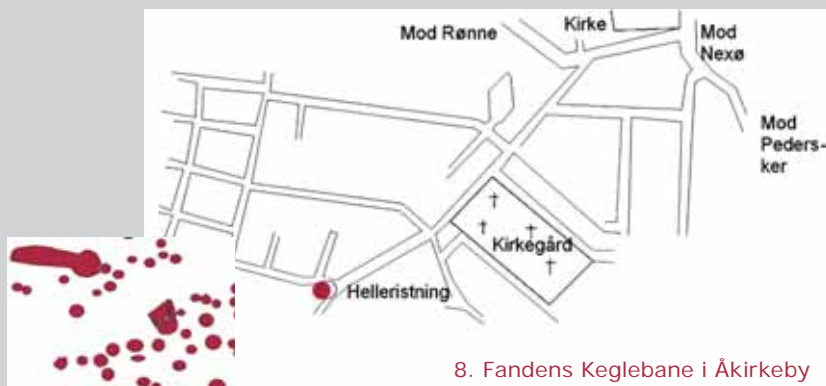 Mod Rønne
Kirke
Mod
Nexø
Mod
Peders-
ker
Kirkegård
Helleristning
8. Fandens Keglebane i Åkirkeby